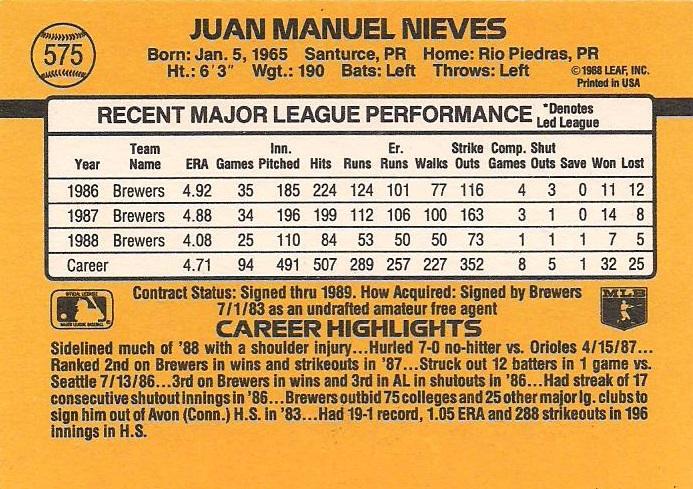 575
JUAN MANUEL NIEVES
Born: Jan. 5, 1965 Santurce, PR Home: Rio Piedras, PR
Ht.: 6'3" Wgt.: 190 Bats: Left Throws: Left
©1988 LEAF, INC.
Printed in USA
RECENT MAJOR LEAGUE PERFORMANCE *Denotes Led League
Year Team Name ERA Games Inn. Pitched Hits Runs Er. Runs Walks Strike Outs Comp. Games Shut Outs Save Won Lost
1986 Brewers 4.92 35 185 224 124 101 77 116 4 3 0 11 12
1987 Brewers 4.88 34 196 199 112 106 100 163 3 1 0 14 8
1988 Brewers 4.08 25 110 84 53 50 50 73 1 1 1 7 5
Career 4.71 94 491 507 289 257 227 352 8 5 1 32 25
OFFICIAL LICENSEE
MAJOR LEAGUE BASEBALL
Contract Status: Signed thru 1989. How Acquired: Signed by Brewers
7/1/83 as an undrafted amateur free agent
MLB
CAREER HIGHLIGHTS
Sidelined much of '88 with a shoulder injury...Hurled 7-0 no-hitter vs. Orioles 4/15/87...
Ranked 2nd on Brewers in wins and strikeouts in '87...Struck out 12 batters in 1 game vs.
Seattle 7/13/86...3rd on Brewers in wins and 3rd in AL in shutouts in '86...Had streak of 17
consecutive shutout innings in '86...Brewers outbid 75 colleges and 25 other major lg. clubs to
sign him out of Avon (Conn.) H.S. in '83...Had 19-1 record, 1.05 ERA and 288 strikeouts in 196
innings in H.S.